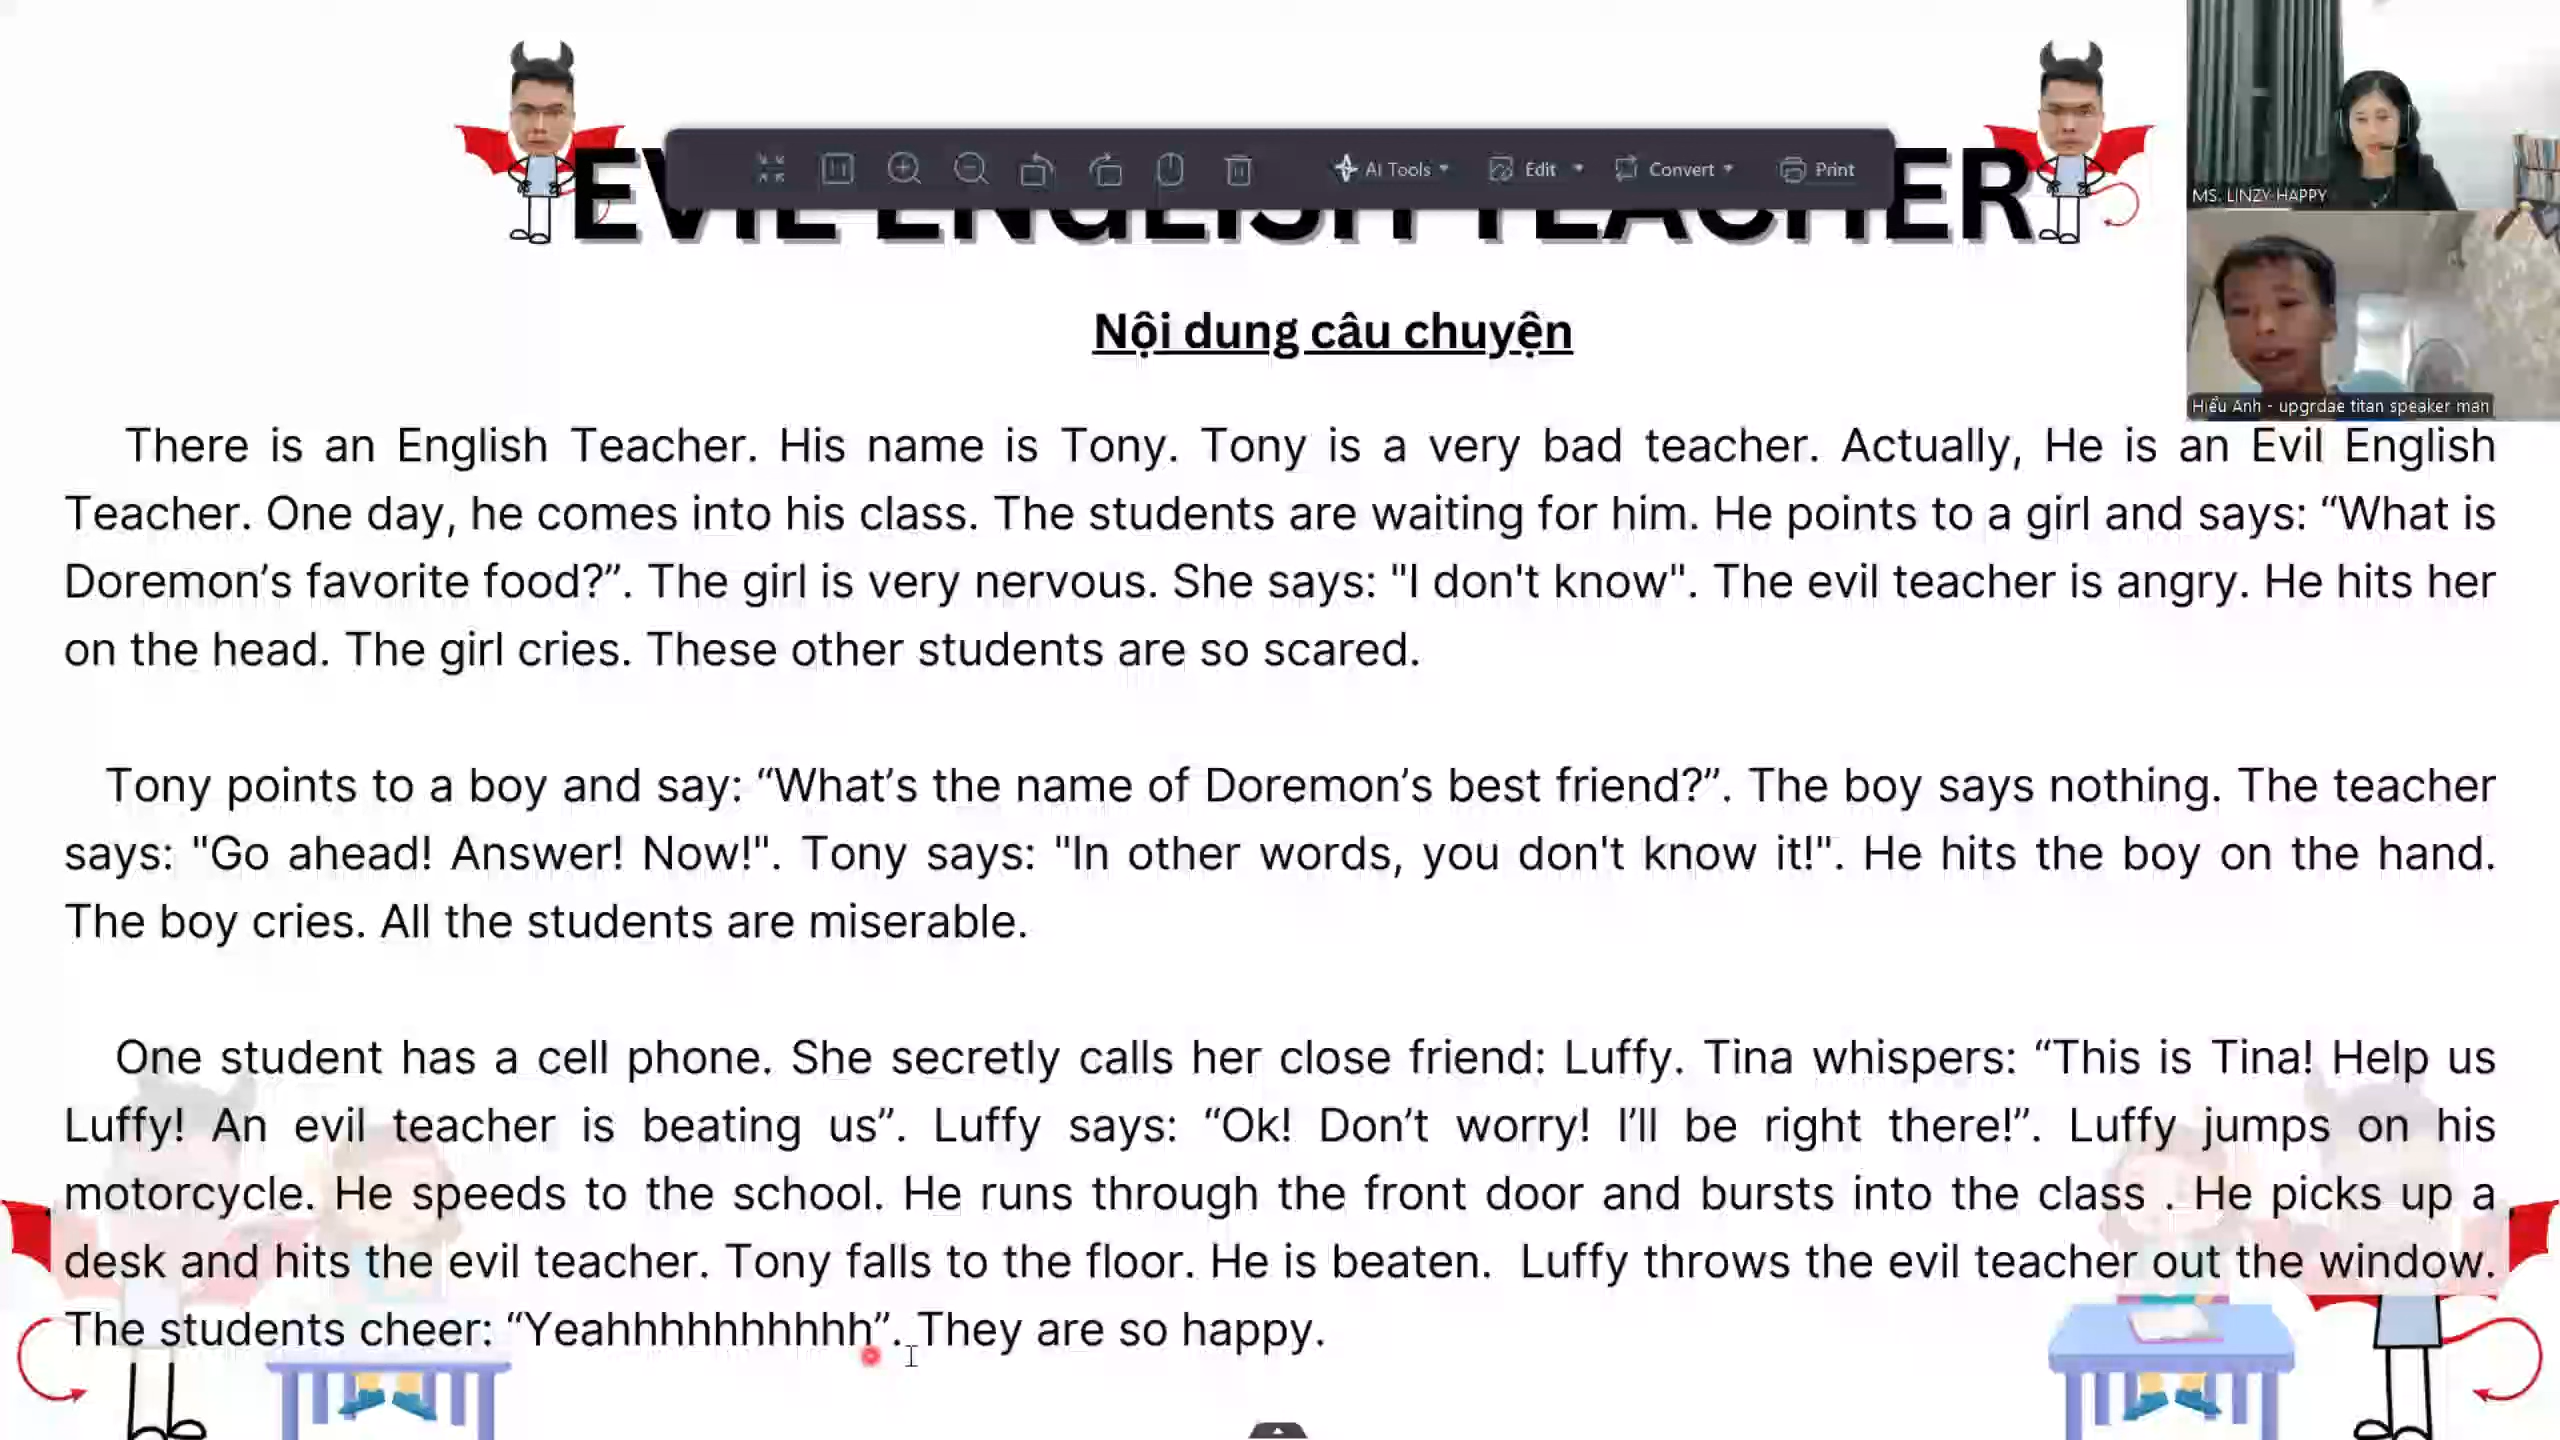 EVIL ENGLISH TEACHER
AI Tools
Edit
Convert
Print
MS. LINZY HAPPY
Hiếu Anh - upgrdae titan speaker man
Nội dung câu chuyện
There is an English Teacher. His name is Tony. Tony is a very bad teacher. Actually, He is an Evil English
Teacher. One day, he comes into his class. The students are waiting for him. He points to a girl and says: “What is
Doremon’s favorite food?”. The girl is very nervous. She says: "I don't know". The evil teacher is angry. He hits her
on the head. The girl cries. These other students are so scared.
Tony points to a boy and say: “What’s the name of Doremon’s best friend?”. The boy says nothing. The teacher
says: "Go ahead! Answer! Now!". Tony says: "In other words, you don't know it!". He hits the boy on the hand.
The boy cries. All the students are miserable.
One student has a cell phone. She secretly calls her close friend: Luffy. Tina whispers: “This is Tina! Help us
Luffy! An evil teacher is beating us”. Luffy says: “Ok! Don’t worry! I’ll be right there!”. Luffy jumps on his
motorcycle. He speeds to the school. He runs through the front door and bursts into the class . He picks up a
desk and hits the evil teacher. Tony falls to the floor. He is beaten.  Luffy throws the evil teacher out the window.
The students cheer: “Yeahhhhhhhhhhh”. They are so happy.